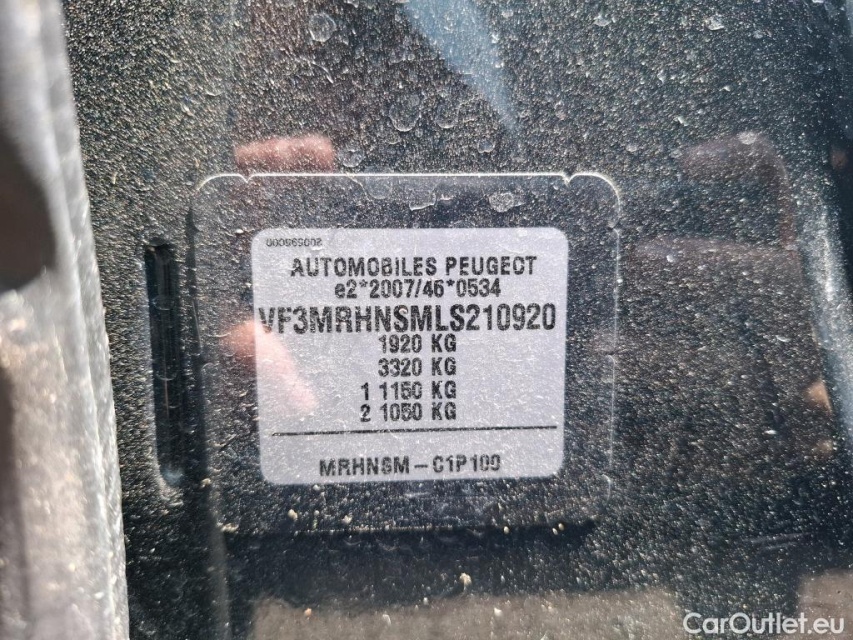 AUTOMOBILES PEUGEOT
e2*2007/46*0534
VF3MRHNSMLS210920
1920 KG
3320 KG
1 1150 KG
2 1050 KG
MRHNSM - C1P100
CarOutlet.eu